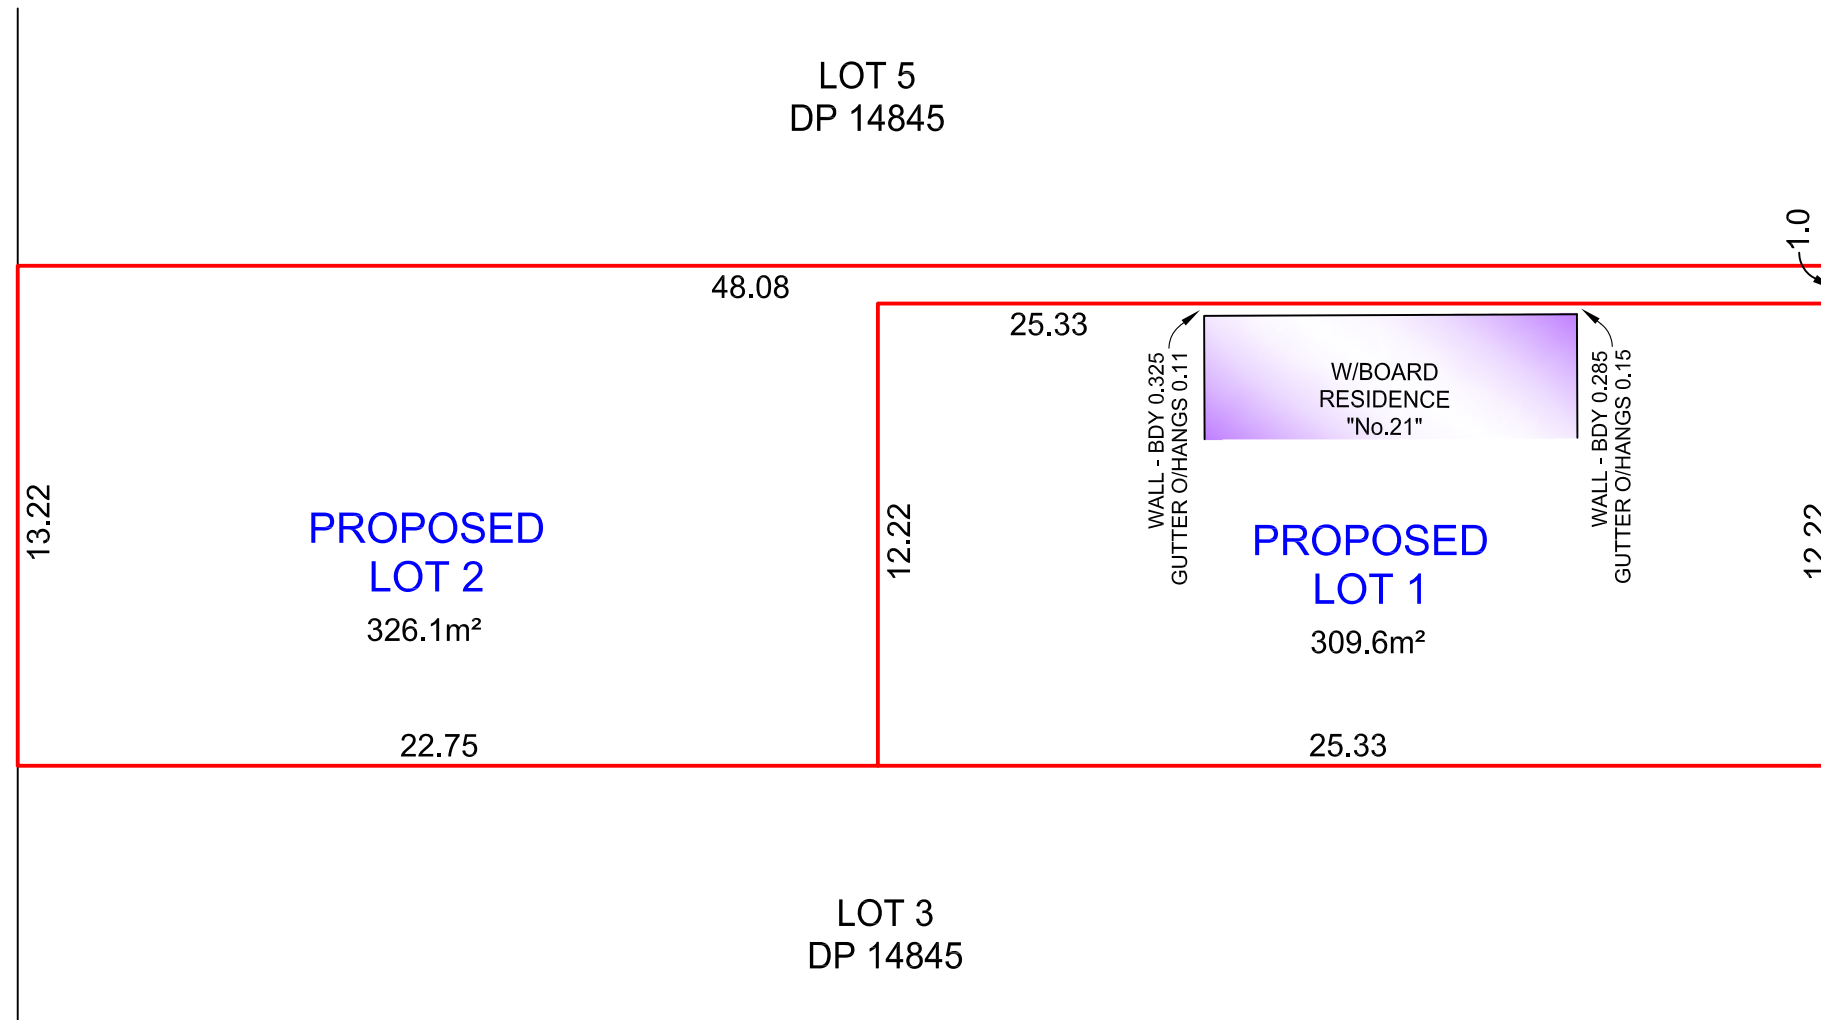 LOT 5
DP 14845
1.0
48.08
25.33
WALL - BDY 0.325
GUTTER O/HANGS 0.11
W/BOARD
RESIDENCE
"No.21"
WALL - BDY 0.285
GUTTER O/HANGS 0.15
13.22
PROPOSED
LOT 2
326.1m²
12.22
PROPOSED
LOT 1
309.6m²
12.22
22.75
25.33
LOT 3
DP 14845